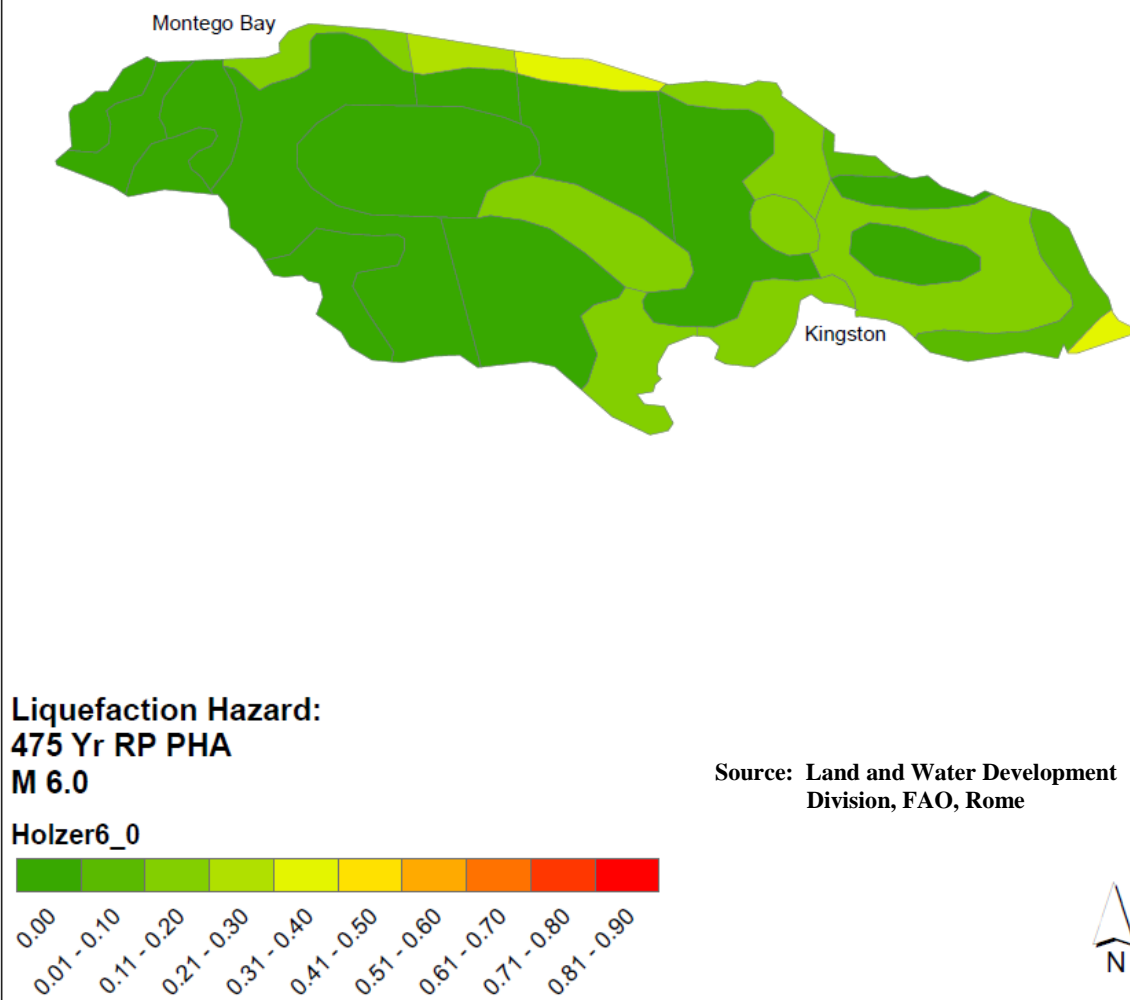 Montego Bay
Kingston
Liquefaction Hazard:
475 Yr RP PHA
M 6.0
Source: Land and Water Development
Division, FAO, Rome
Holzer6_0
0.00
0.01 - 0.10
0.11 - 0.20
0.21 - 0.30
0.31 - 0.40
0.41 - 0.50
0.51 - 0.60
0.61 - 0.70
0.71 - 0.80
0.81 - 0.90
N